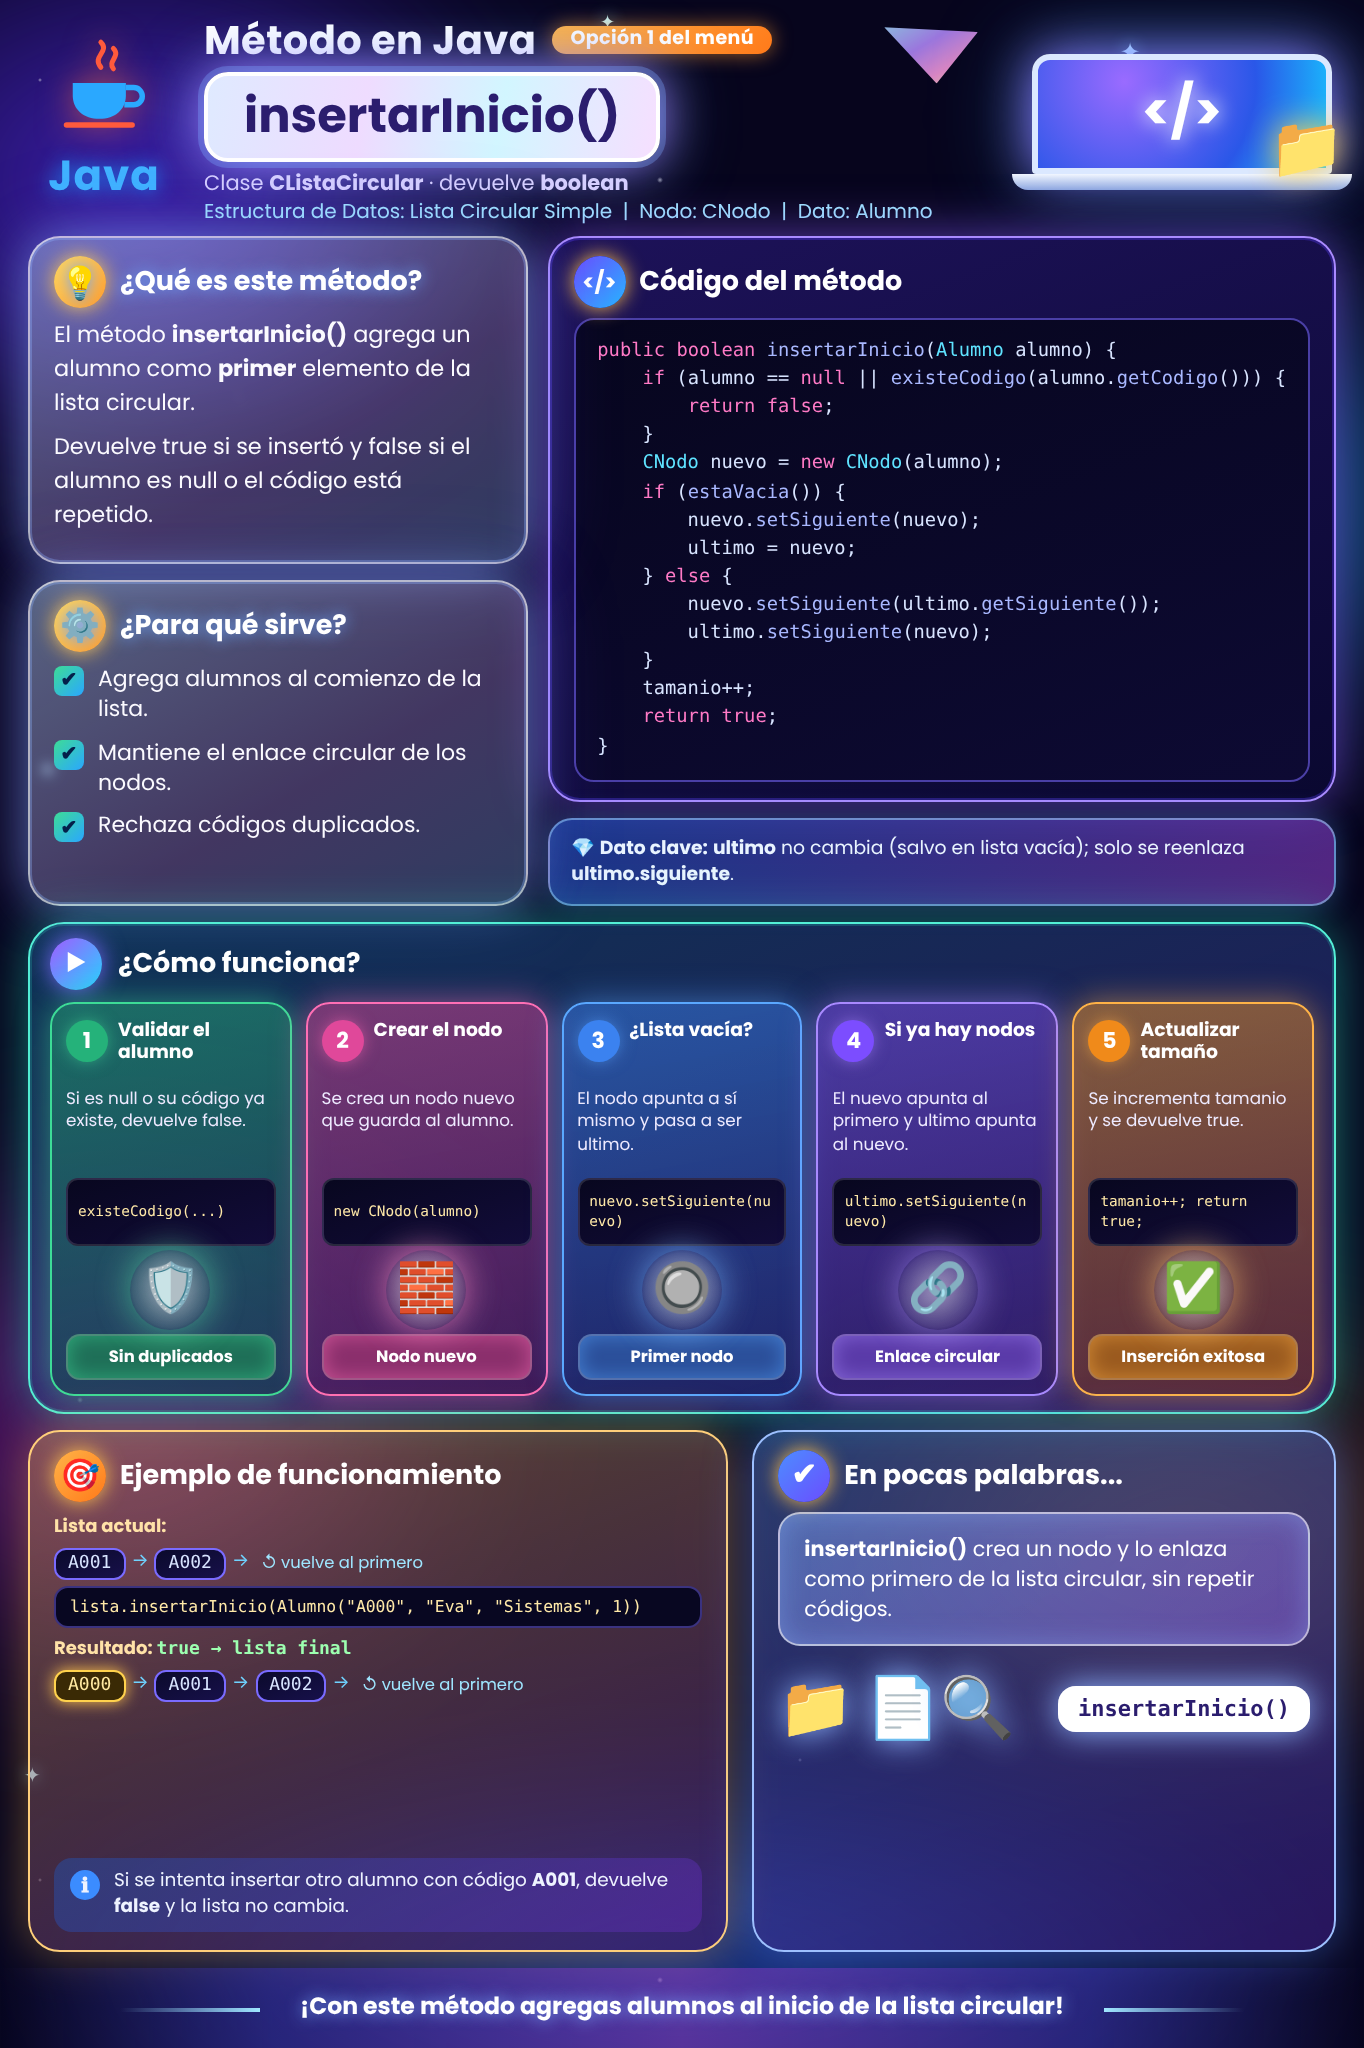 Método en Java
Opción 1 del menú
insertarInicio()
Java
Clase CListaCircular · devuelve boolean
Estructura de Datos: Lista Circular Simple | Nodo: CNodo | Dato: Alumno
</>
¿Qué es este método?
El método insertarInicio() agrega un
alumno como primer elemento de la
lista circular.
Devuelve true si se insertó y false si el
alumno es null o el código está
repetido.
¿Para qué sirve?
Agrega alumnos al comienzo de la
lista.
Mantiene el enlace circular de los
nodos.
Rechaza códigos duplicados.
</> Código del método
public boolean insertarInicio(Alumno alumno) {
    if (alumno == null || existeCodigo(alumno.getCodigo())) {
        return false;
    }
    CNodo nuevo = new CNodo(alumno);
    if (estaVacia()) {
        nuevo.setSiguiente(nuevo);
        ultimo = nuevo;
    } else {
        nuevo.setSiguiente(ultimo.getSiguiente());
        ultimo.setSiguiente(nuevo);
    }
    tamanio++;
    return true;
}
💎 Dato clave: ultimo no cambia (salvo en lista vacía); solo se reenlaza
ultimo.siguiente.
¿Cómo funciona?
1 Validar el
alumno
Si es null o su código ya
existe, devuelve false.
existeCodigo(...)
Sin duplicados
2 Crear el nodo
Se crea un nodo nuevo
que guarda al alumno.
new CNodo(alumno)
Nodo nuevo
3 ¿Lista vacía?
El nodo apunta a sí
mismo y pasa a ser
ultimo.
nuevo.setSiguiente(nu
evo)
Primer nodo
4 Si ya hay nodos
El nuevo apunta al
primero y ultimo apunta
al nuevo.
ultimo.setSiguiente(n
uevo)
Enlace circular
5 Actualizar
tamaño
Se incrementa tamanio
y se devuelve true.
tamanio++; return
true;
Inserción exitosa
Ejemplo de funcionamiento
Lista actual:
A001 → A002 → ↺ vuelve al primero
lista.insertarInicio(Alumno("A000", "Eva", "Sistemas", 1))
Resultado: true → lista final
A000 → A001 → A002 → ↺ vuelve al primero
Si se intenta insertar otro alumno con código A001, devuelve
false y la lista no cambia.
En pocas palabras...
insertarInicio() crea un nodo y lo enlaza
como primero de la lista circular, sin repetir
códigos.
insertarInicio()
¡Con este método agregas alumnos al inicio de la lista circular!